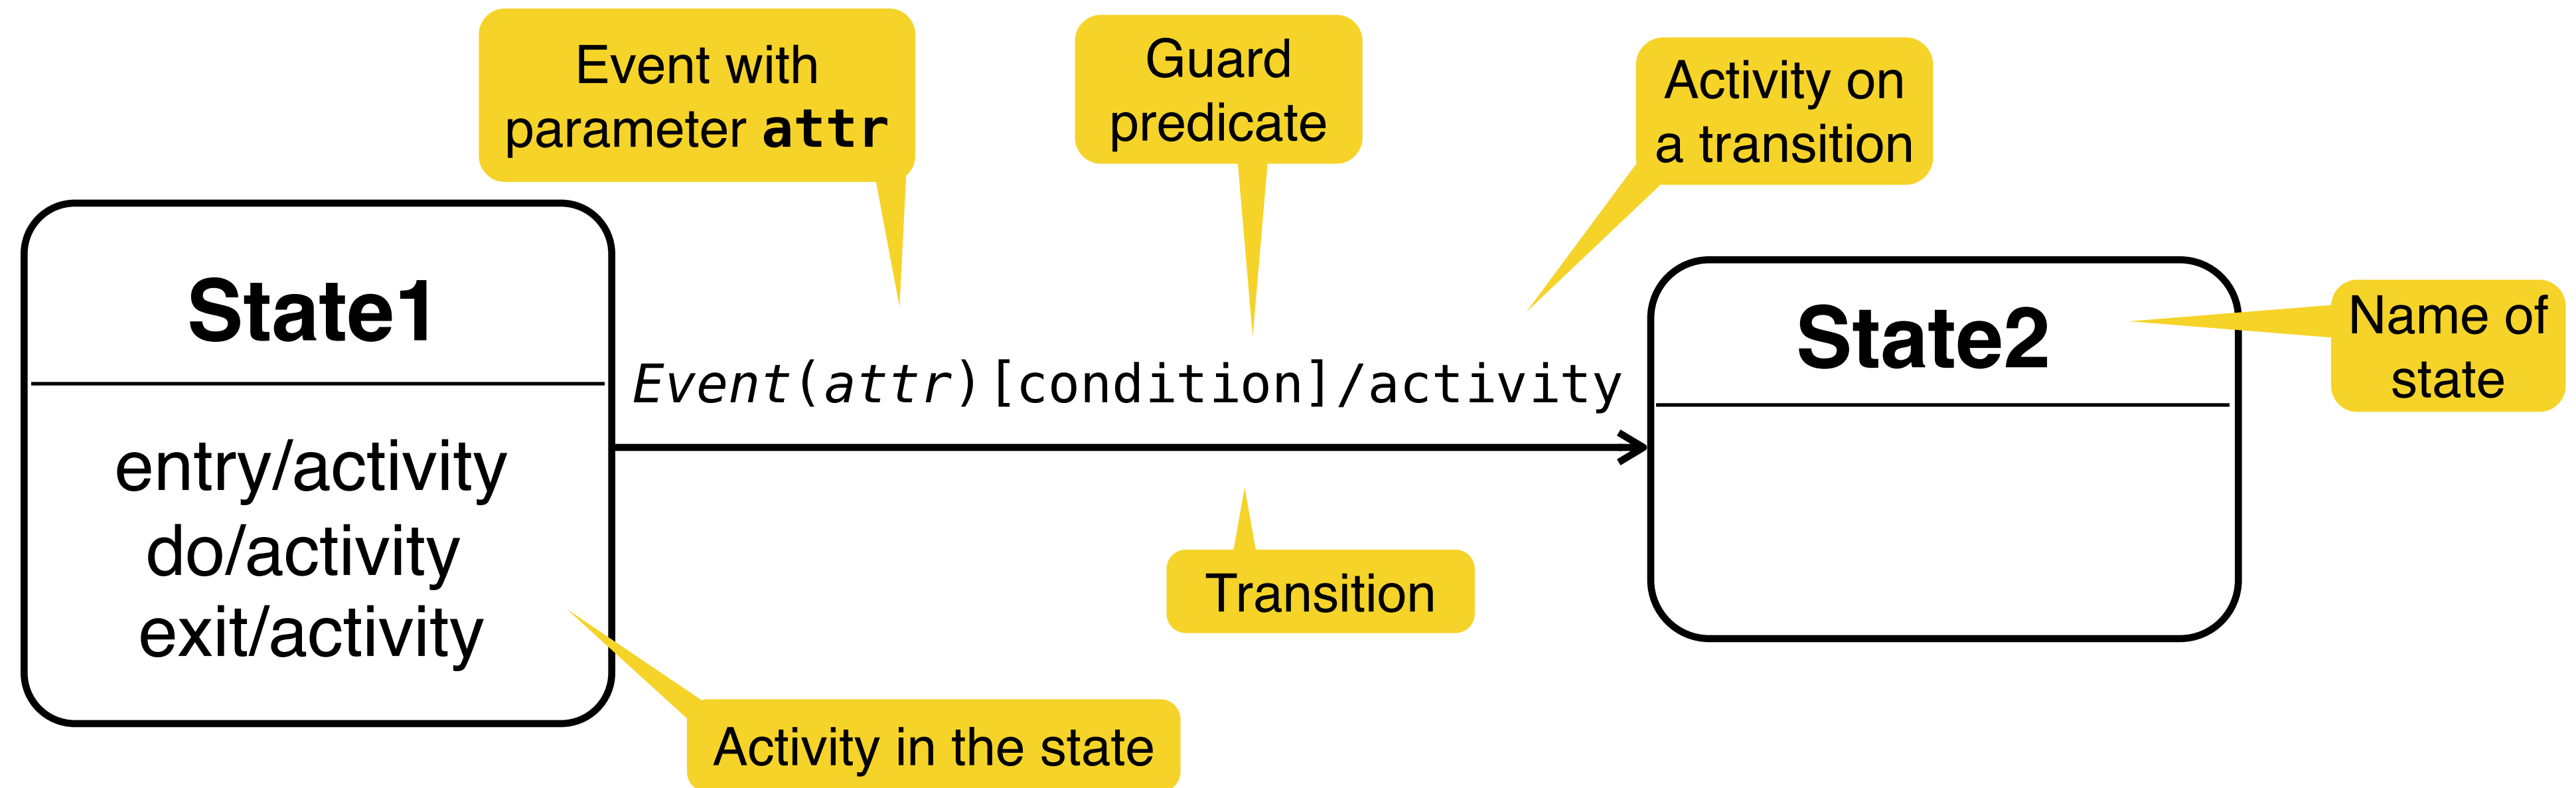 Event with
parameter attr
Guard
predicate
Activity on
a transition
State1
entry/activity
do/activity
exit/activity
Event(attr)[condition]/activity
State2
Name of
state
Transition
Activity in the state